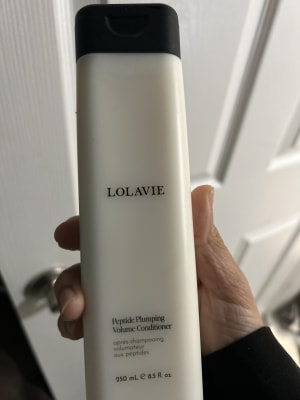 LOLAVIE
Peptide Plumping
Volume Conditioner
après-shampooing
volumateur
aux peptides
250 mL ℮ 8.5 fl oz.